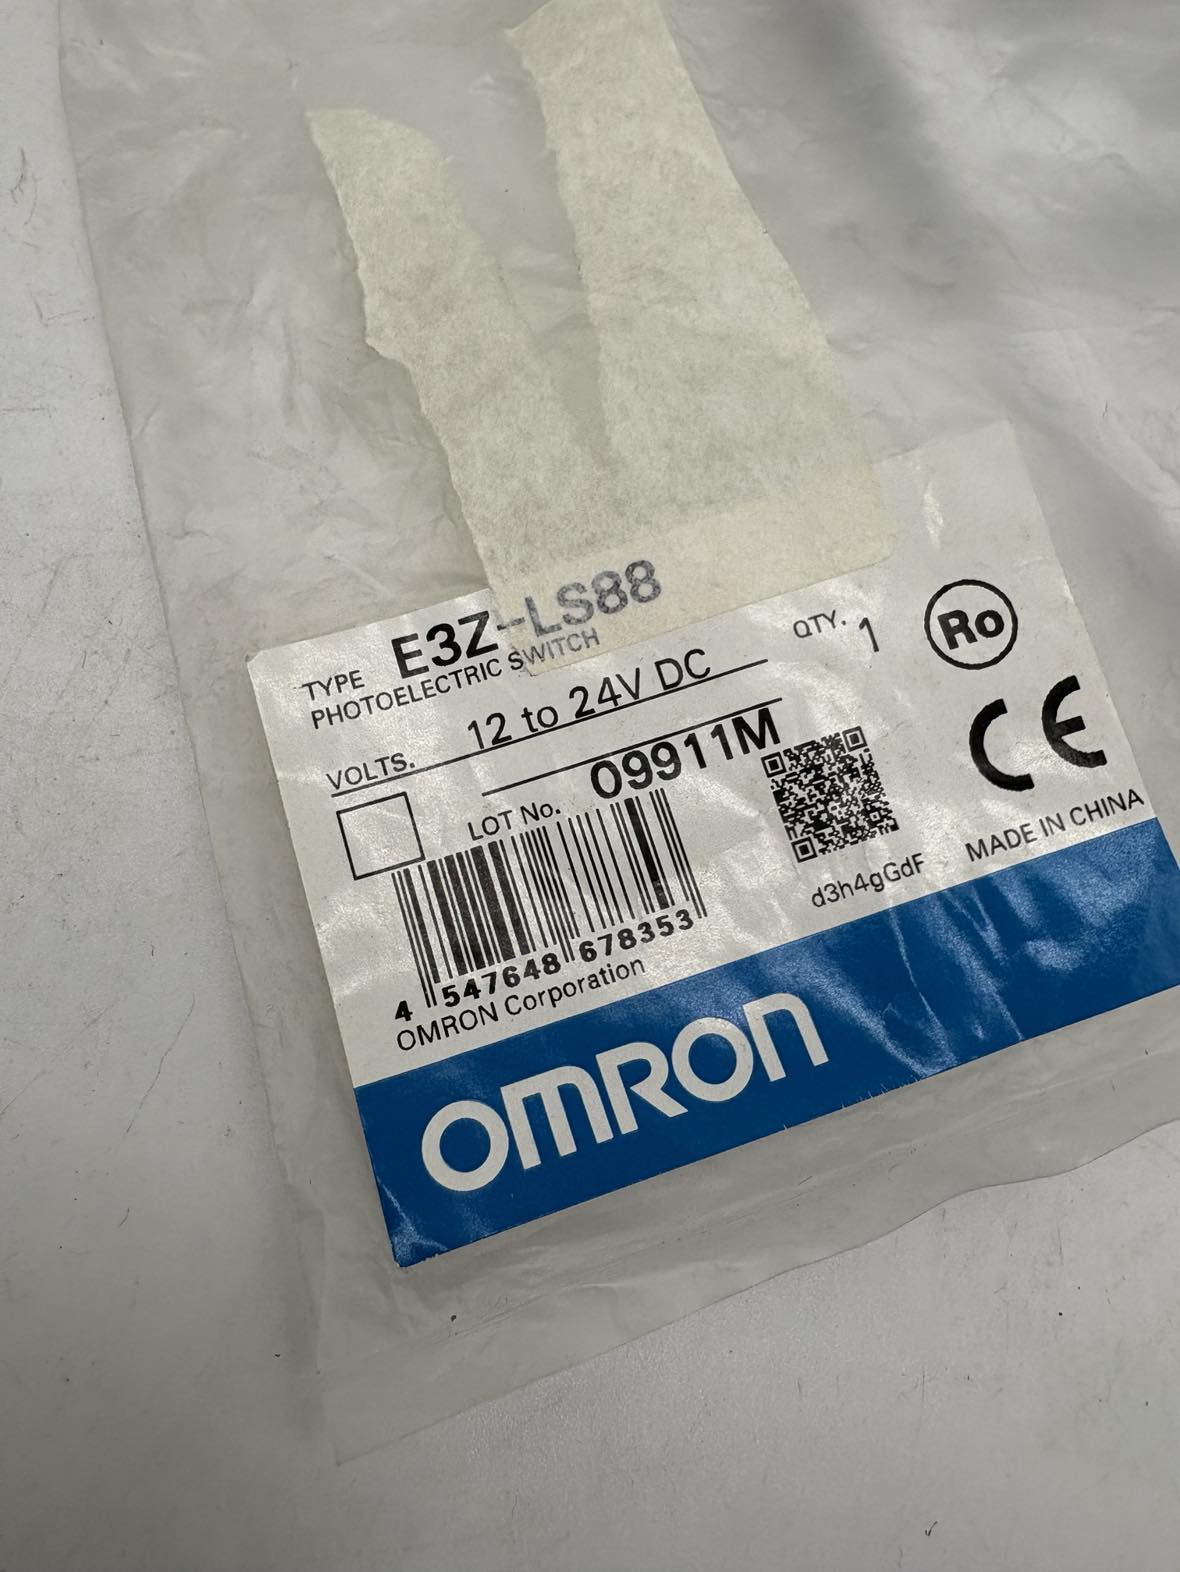 TYPE E3Z-LS88
PHOTOELECTRIC SWITCH
QTY. 1
Ro
VOLTS. 12 to 24V DC
CE
LOT No. 09911M
d3h4gGdF
MADE IN CHINA
4 547648 678353
OMRON Corporation
OMRON